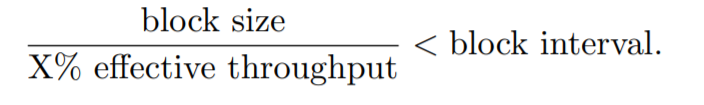 block size
X% effective throughput
< block interval.